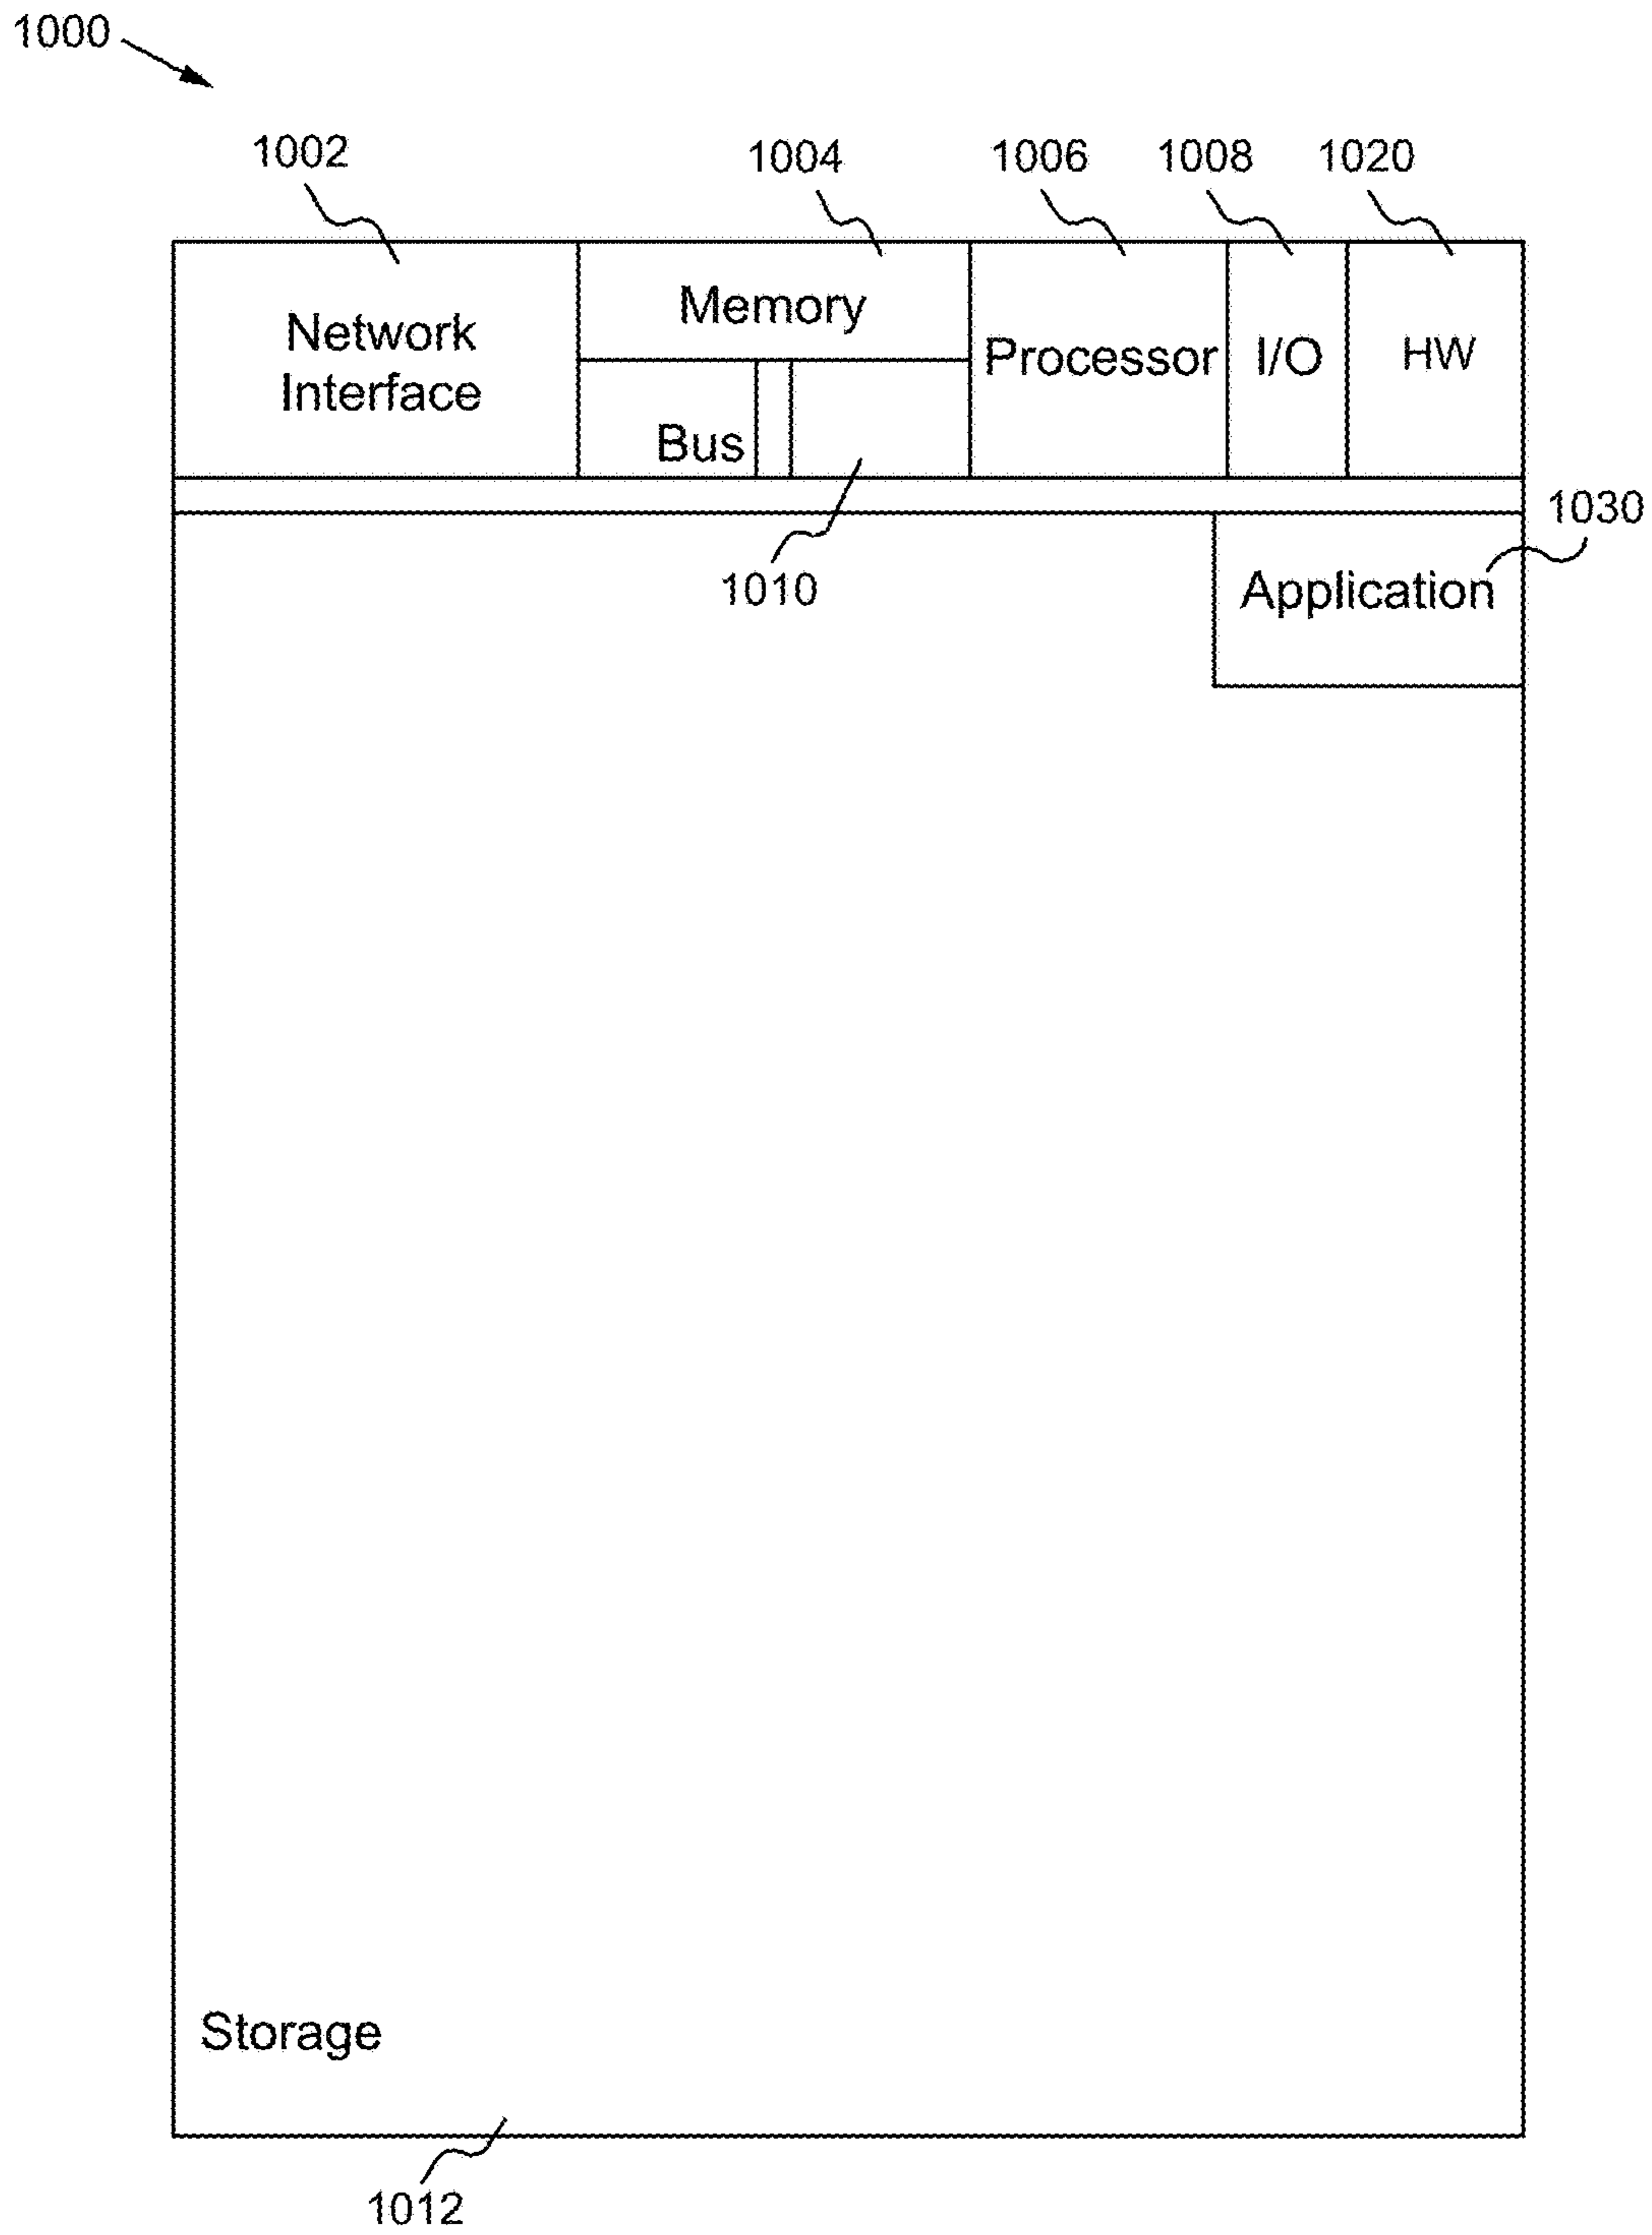 1000
1002
1004
1006
1008
1020
Network
Interface
Memory
Bus
Processor
I/O
HW
1010
1030
Application
Storage
1012